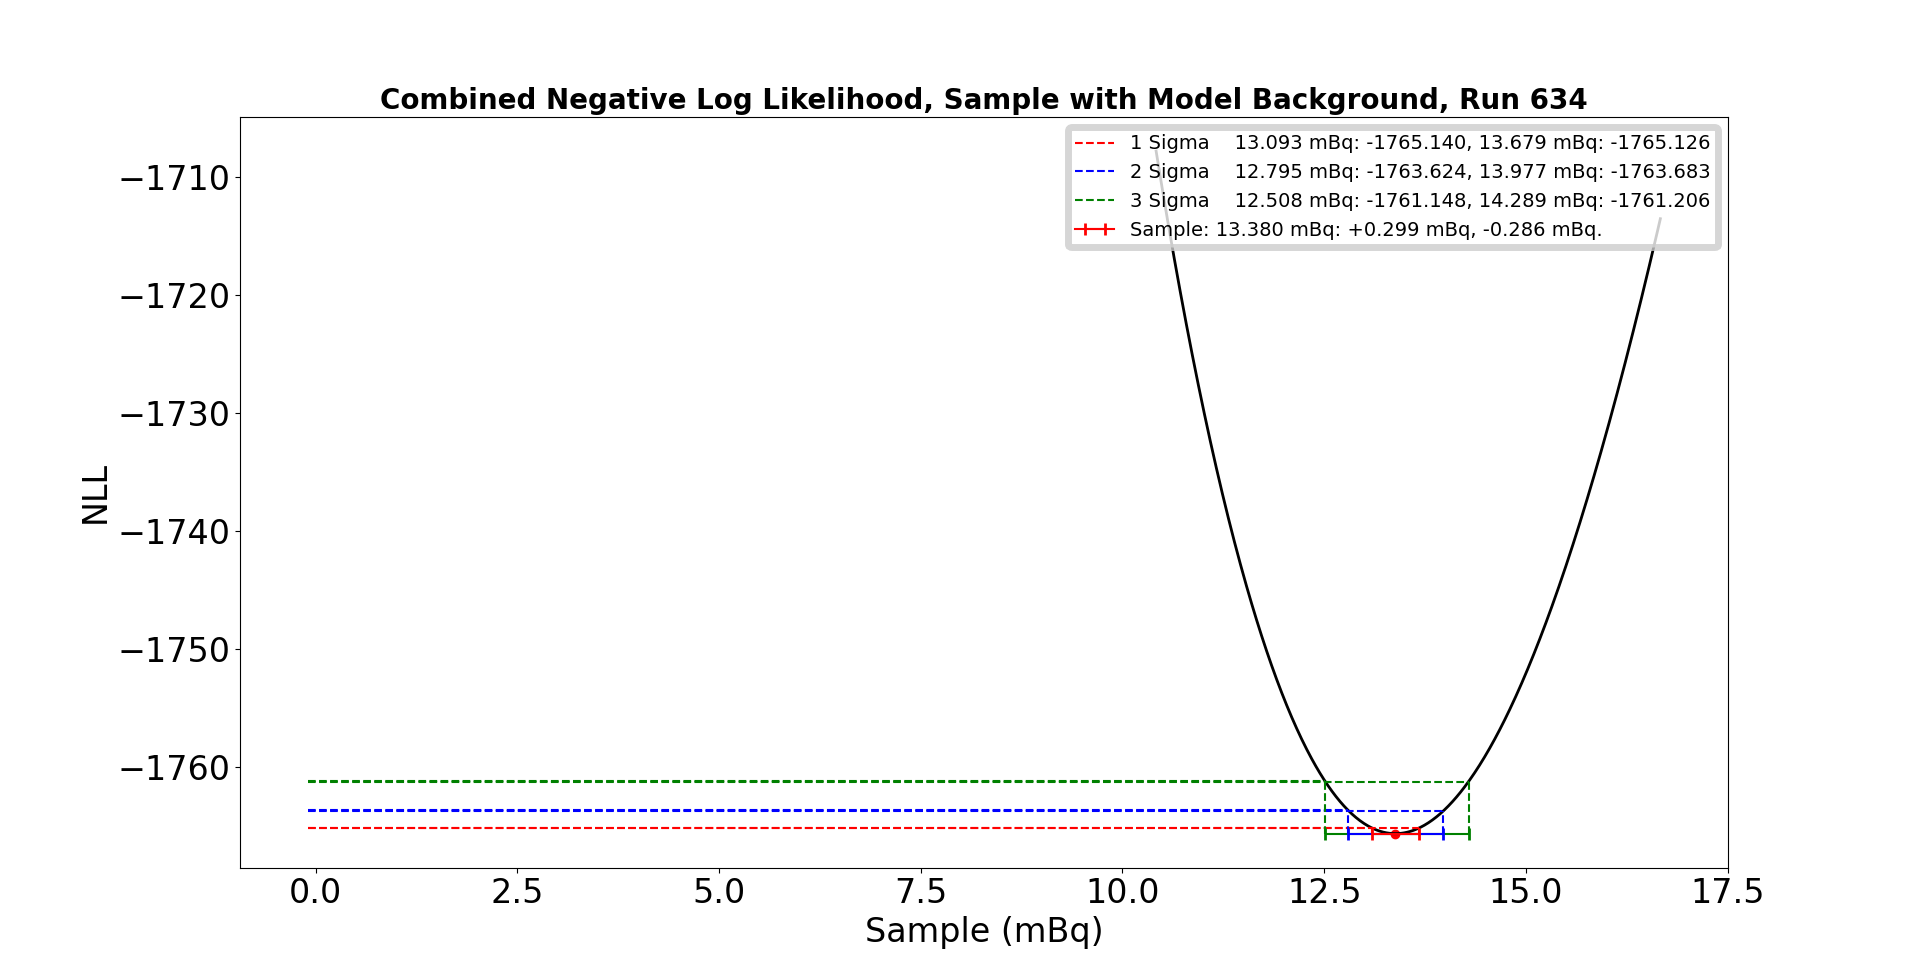 Combined Negative Log Likelihood, Sample with Model Background, Run 634
1 Sigma    13.093 mBq: -1765.140, 13.679 mBq: -1765.126
2 Sigma    12.795 mBq: -1763.624, 13.977 mBq: -1763.683
3 Sigma    12.508 mBq: -1761.148, 14.289 mBq: -1761.206
Sample: 13.380 mBq: +0.299 mBq, -0.286 mBq.
−1710
−1720
−1730
−1740
−1750
−1760
NLL
0.0 2.5 5.0 7.5 10.0 12.5 15.0 17.5
Sample (mBq)